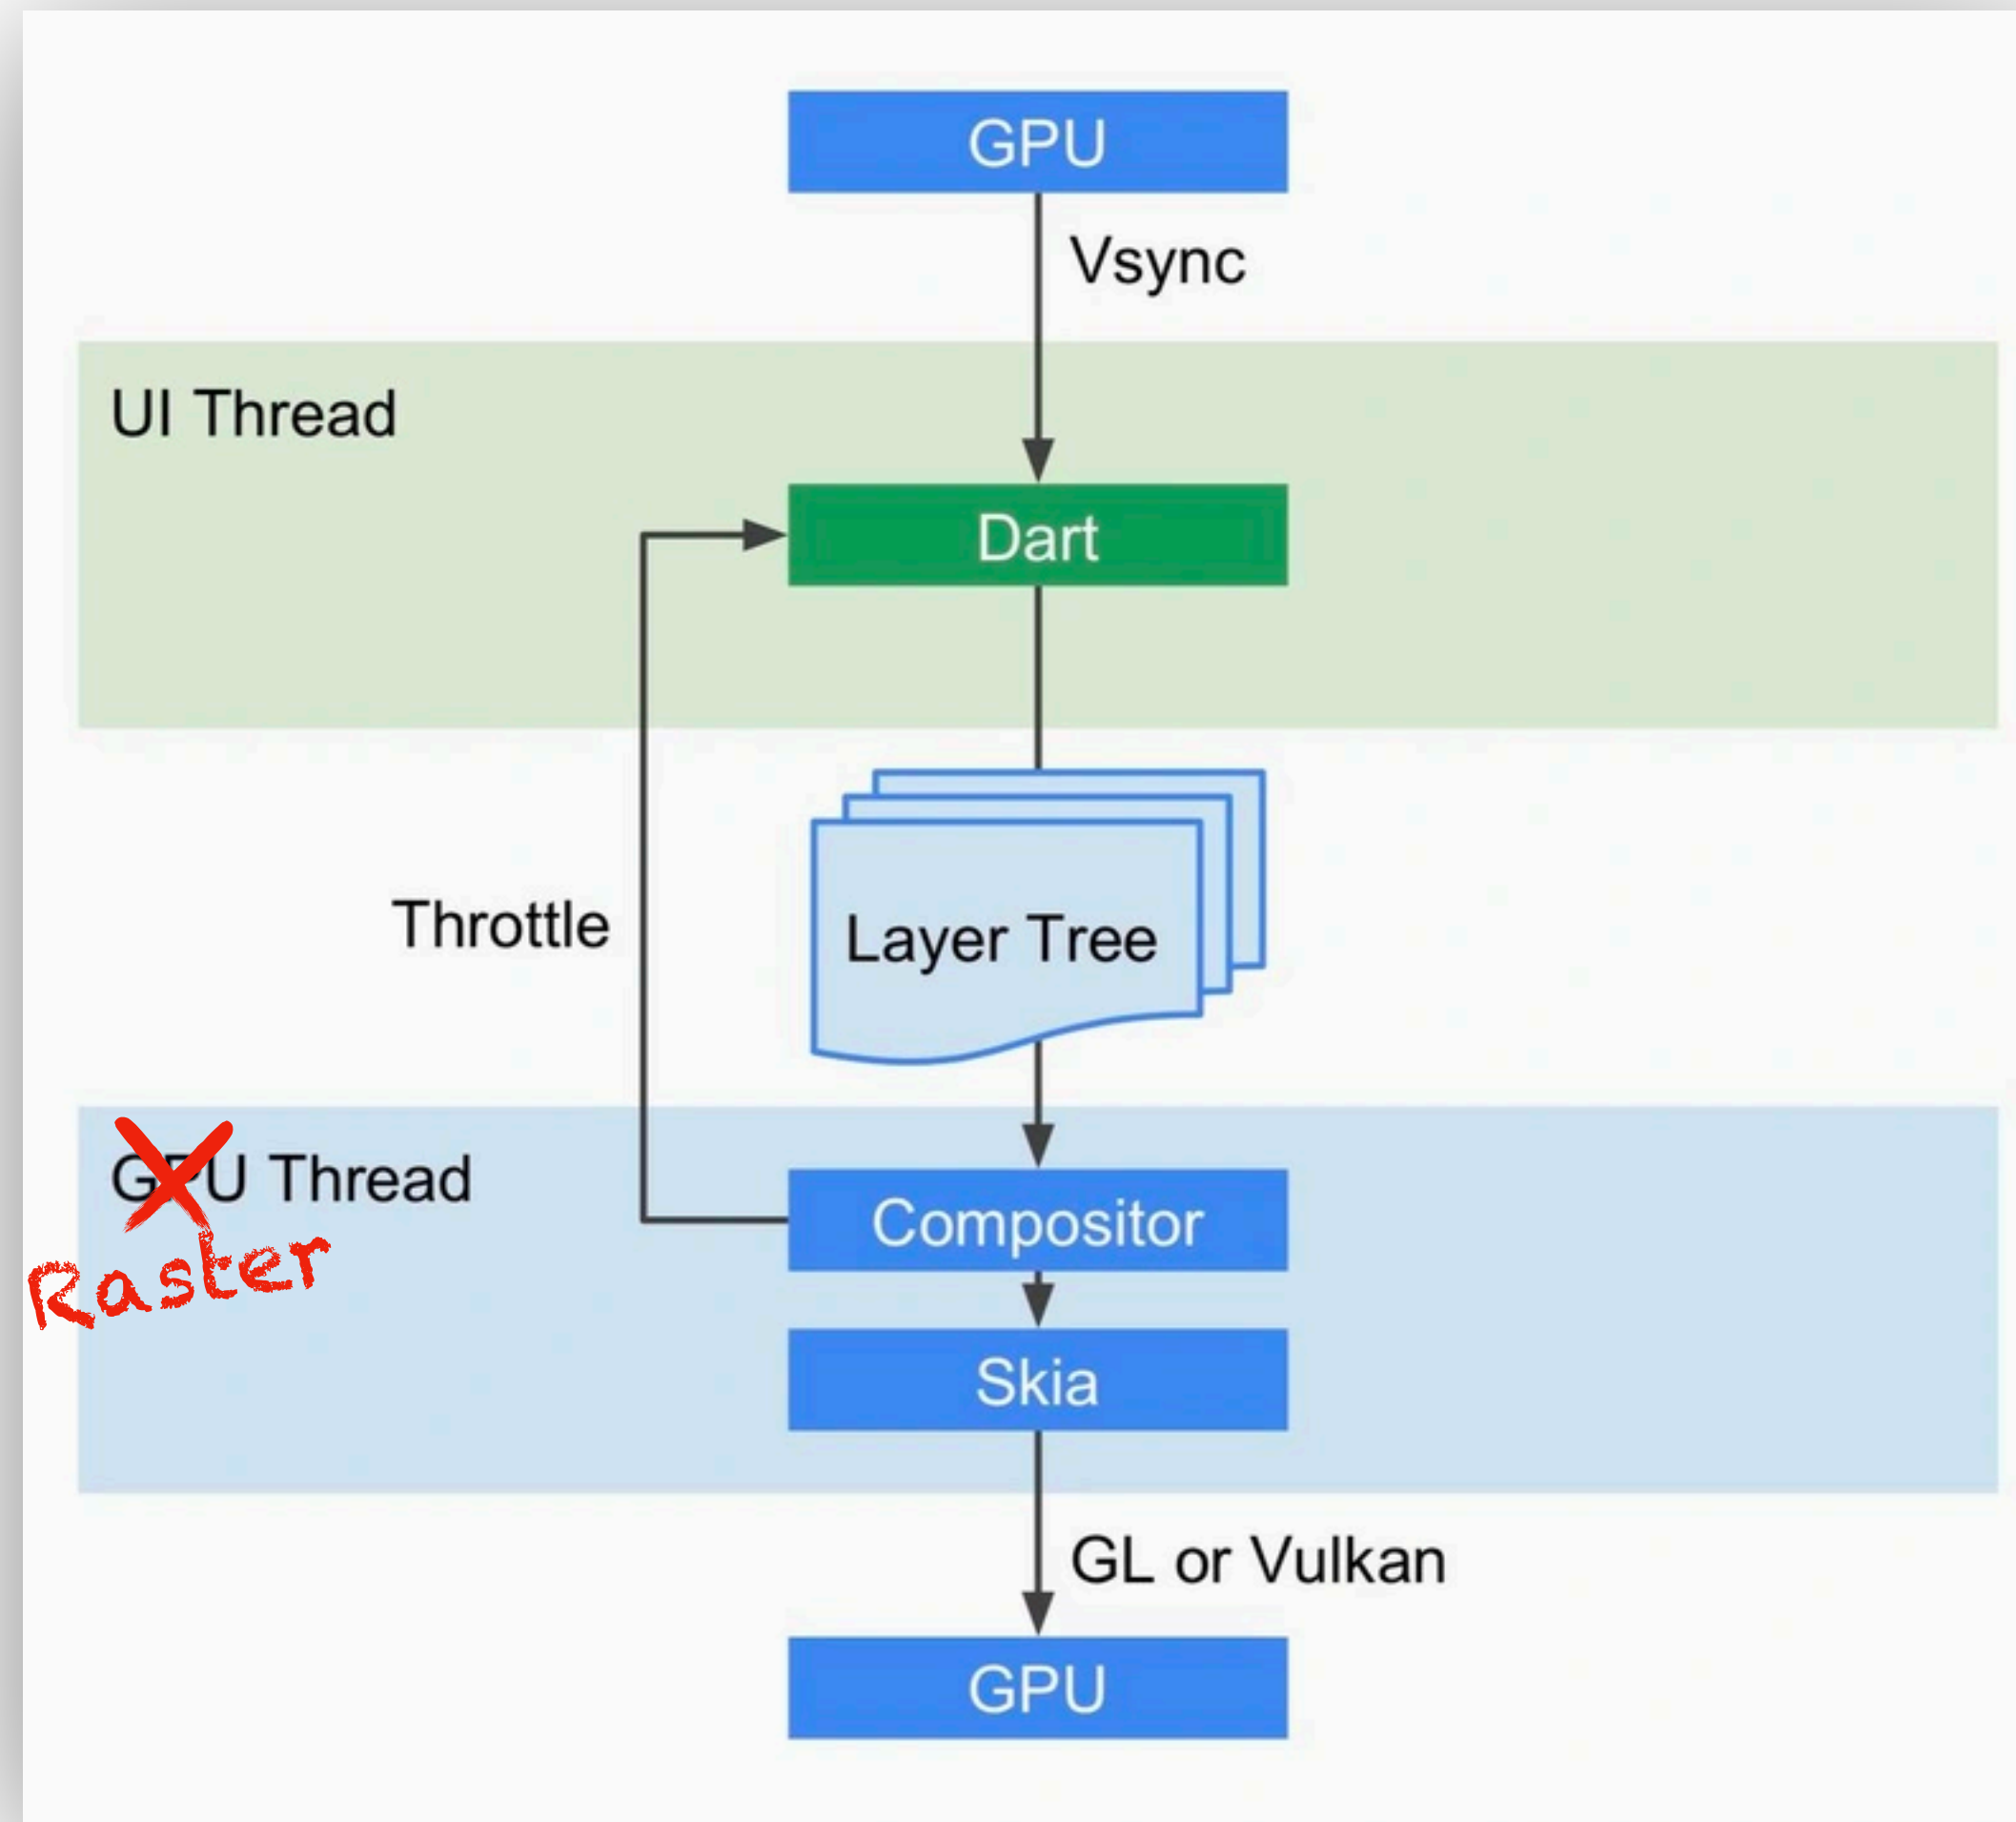 GPU
Vsync
UI Thread
Dart
Throttle
Layer Tree
GPU Thread
Raster
Compositor
Skia
GL or Vulkan
GPU